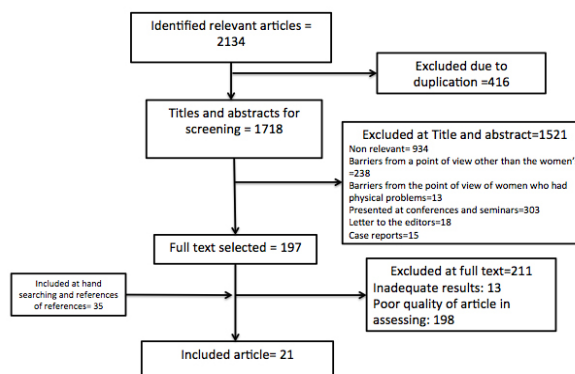 Identified relevant articles =
2134
Excluded due to
duplication =416
Titles and abstracts for
screening = 1718
Excluded at Title and abstract=1521
Non relevant= 934
Barriers from a point of view other than the women'
=238
Barriers from the point of view of women who had
physical problems=13
Presented at conferences and seminars=303
Letter to the editors=18
Case reports=15
Full text selected = 197
Included at hand
searching and references
of references= 35
Excluded at full text=211
Inadequate results: 13
Poor quality of article in
assessing: 198
Included article= 21